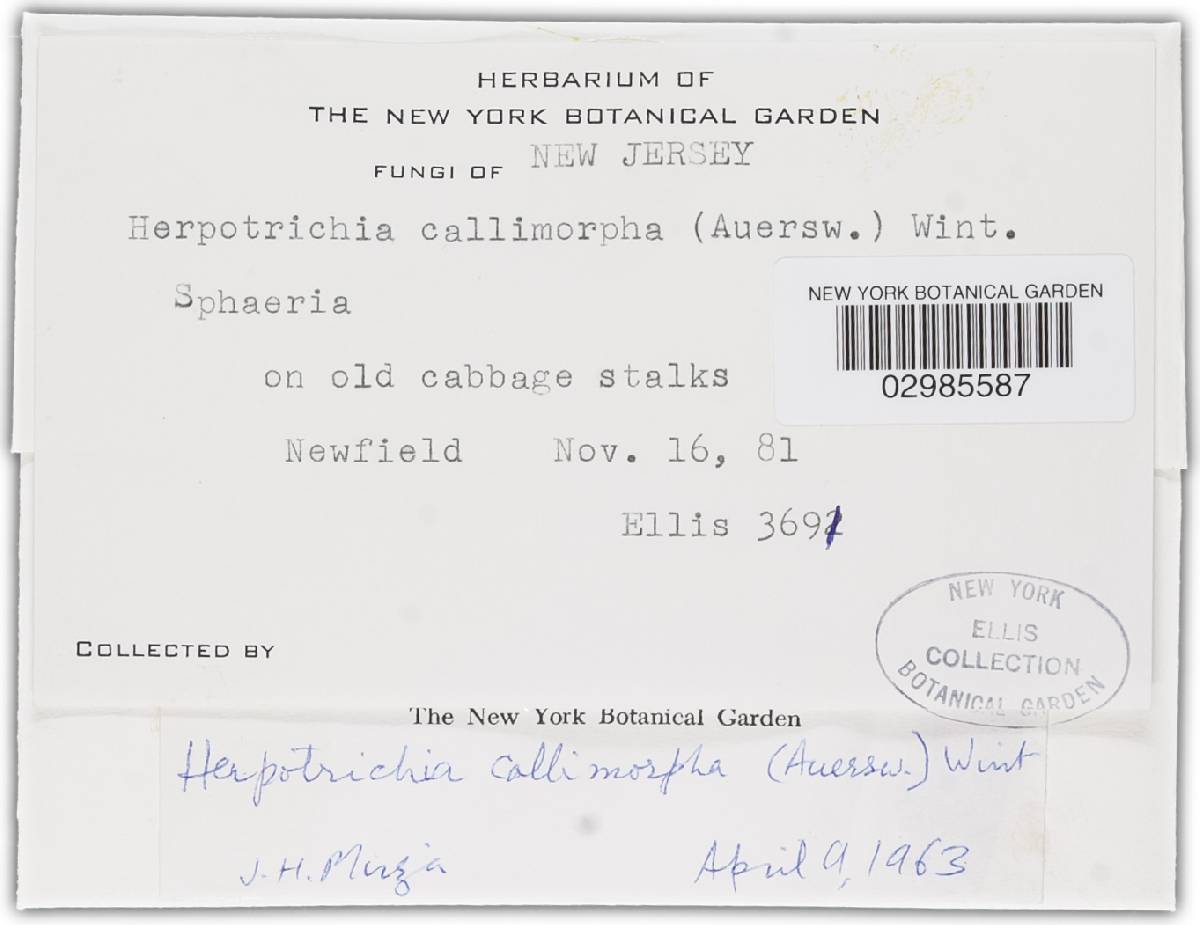 HERBARIUM OF
THE NEW YORK BOTANICAL GARDEN
FUNGI OF NEW JERSEY
Herpotrichia callimorpha (Auersw.) Wint.
Sphaeria
NEW YORK BOTANICAL GARDEN
02985587
on old cabbage stalks
Newfield Nov. 16, 81
Ellis 3691
NEW YORK
ELLIS
COLLECTION
BOTANICAL GARDEN
COLLECTED BY
The New York Botanical Garden
Herpotrichia callimorpha (Auersw.) Wint
J. H. Mirza
April 9, 1963